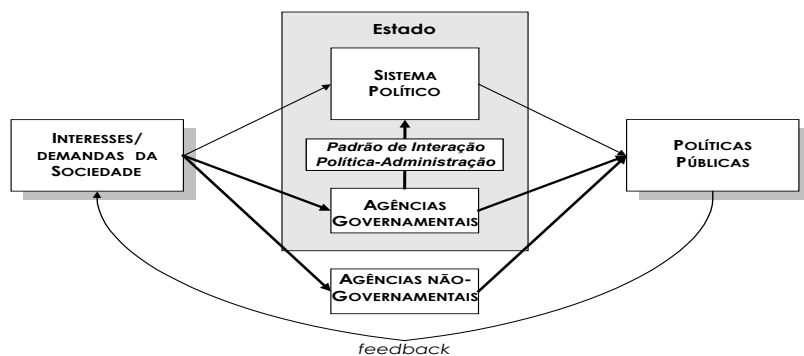 Estado
SISTEMA
POLÍTICO
INTERESSES/
DEMANDAS DA
SOCIEDADE
Padrão de Interação
Política-Administração
POLÍTICAS
PÚBLICAS
AGÊNCIAS
GOVERNAMENTAIS
AGÊNCIAS NÃO-
GOVERNAMENTAIS
feedback